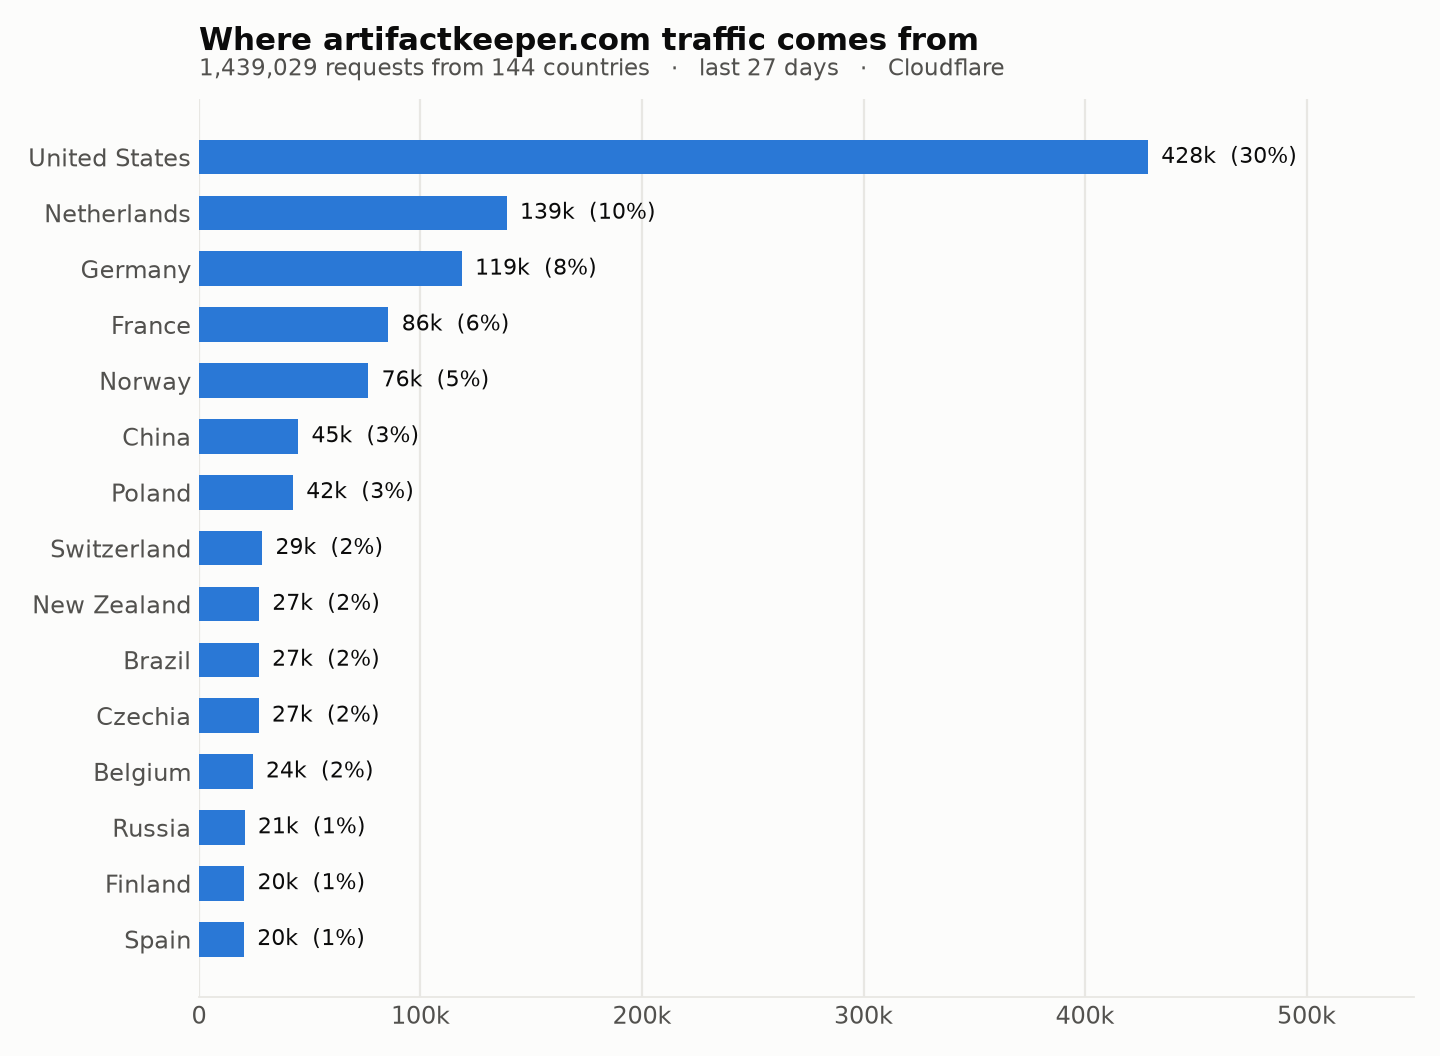 Where artifactkeeper.com traffic comes from
1,439,029 requests from 144 countries · last 27 days · Cloudflare
United States 428k (30%)
Netherlands 139k (10%)
Germany 119k (8%)
France 86k (6%)
Norway 76k (5%)
China 45k (3%)
Poland 42k (3%)
Switzerland 29k (2%)
New Zealand 27k (2%)
Brazil 27k (2%)
Czechia 27k (2%)
Belgium 24k (2%)
Russia 21k (1%)
Finland 20k (1%)
Spain 20k (1%)
0 100k 200k 300k 400k 500k